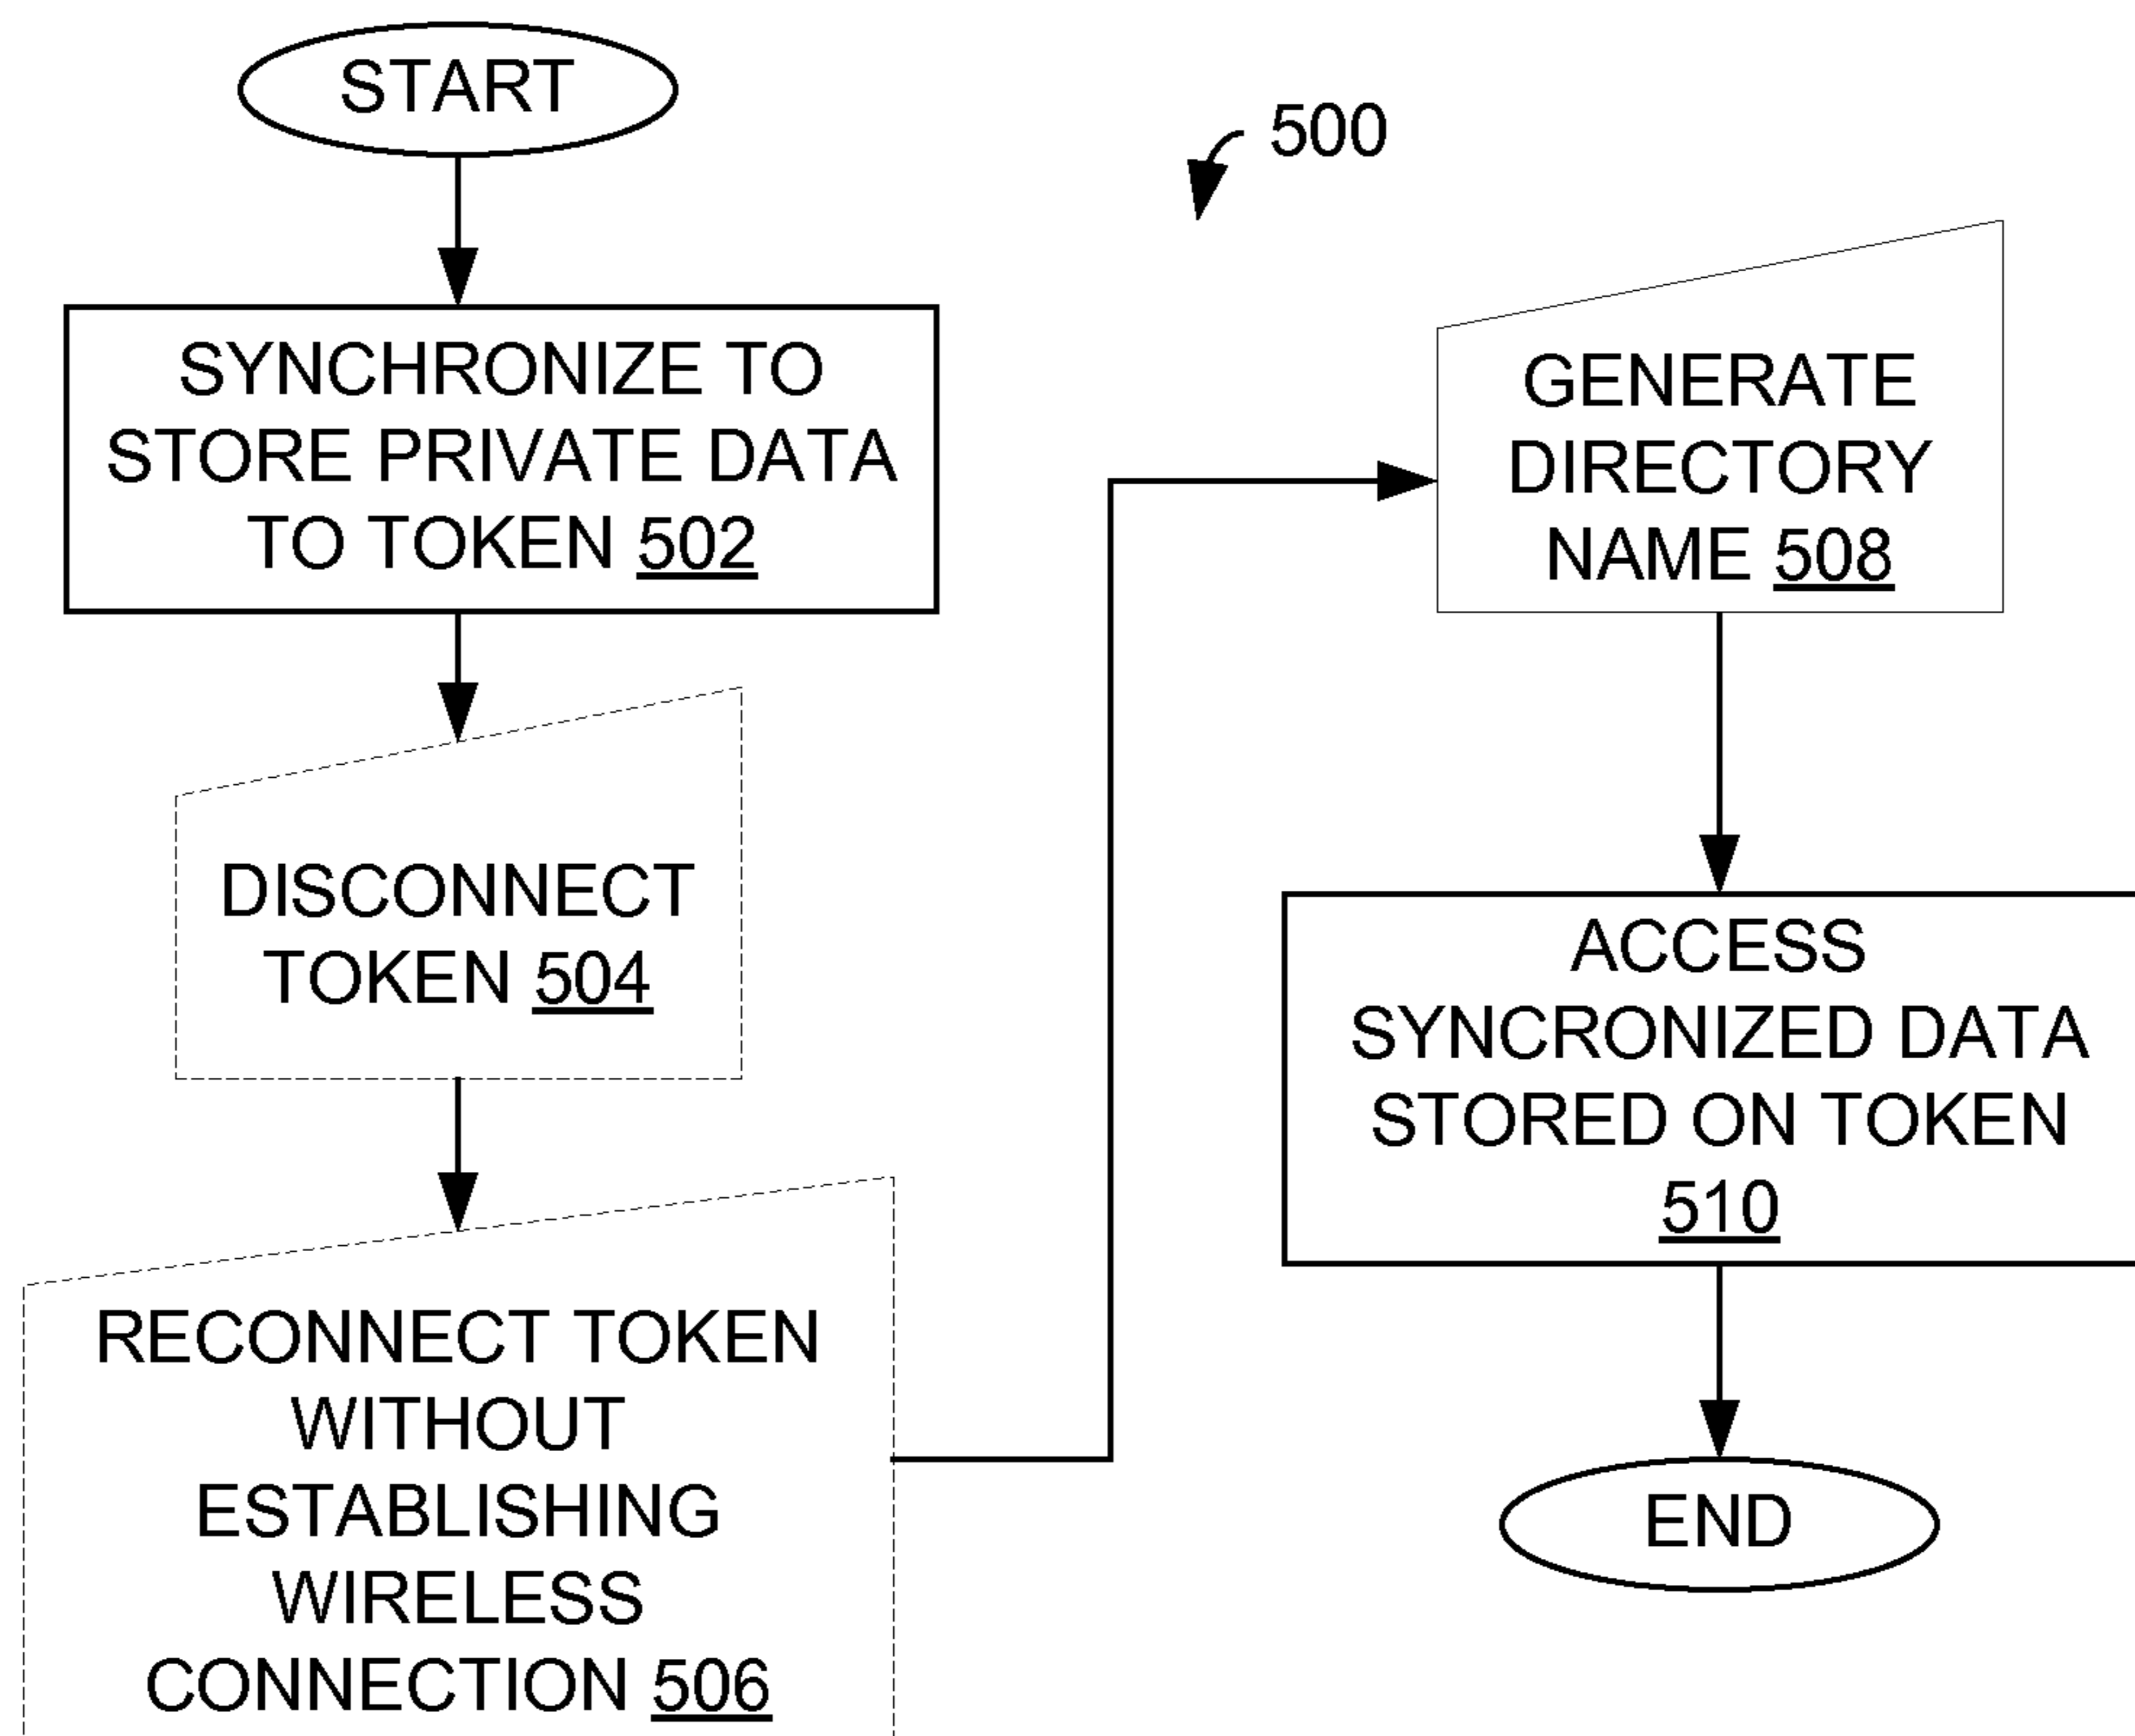 START
500
SYNCHRONIZE TO
STORE PRIVATE DATA
TO TOKEN 502
DISCONNECT
TOKEN 504
RECONNECT TOKEN
WITHOUT
ESTABLISHING
WIRELESS
CONNECTION 506
GENERATE
DIRECTORY
NAME 508
ACCESS
SYNCRONIZED DATA
STORED ON TOKEN
510
END